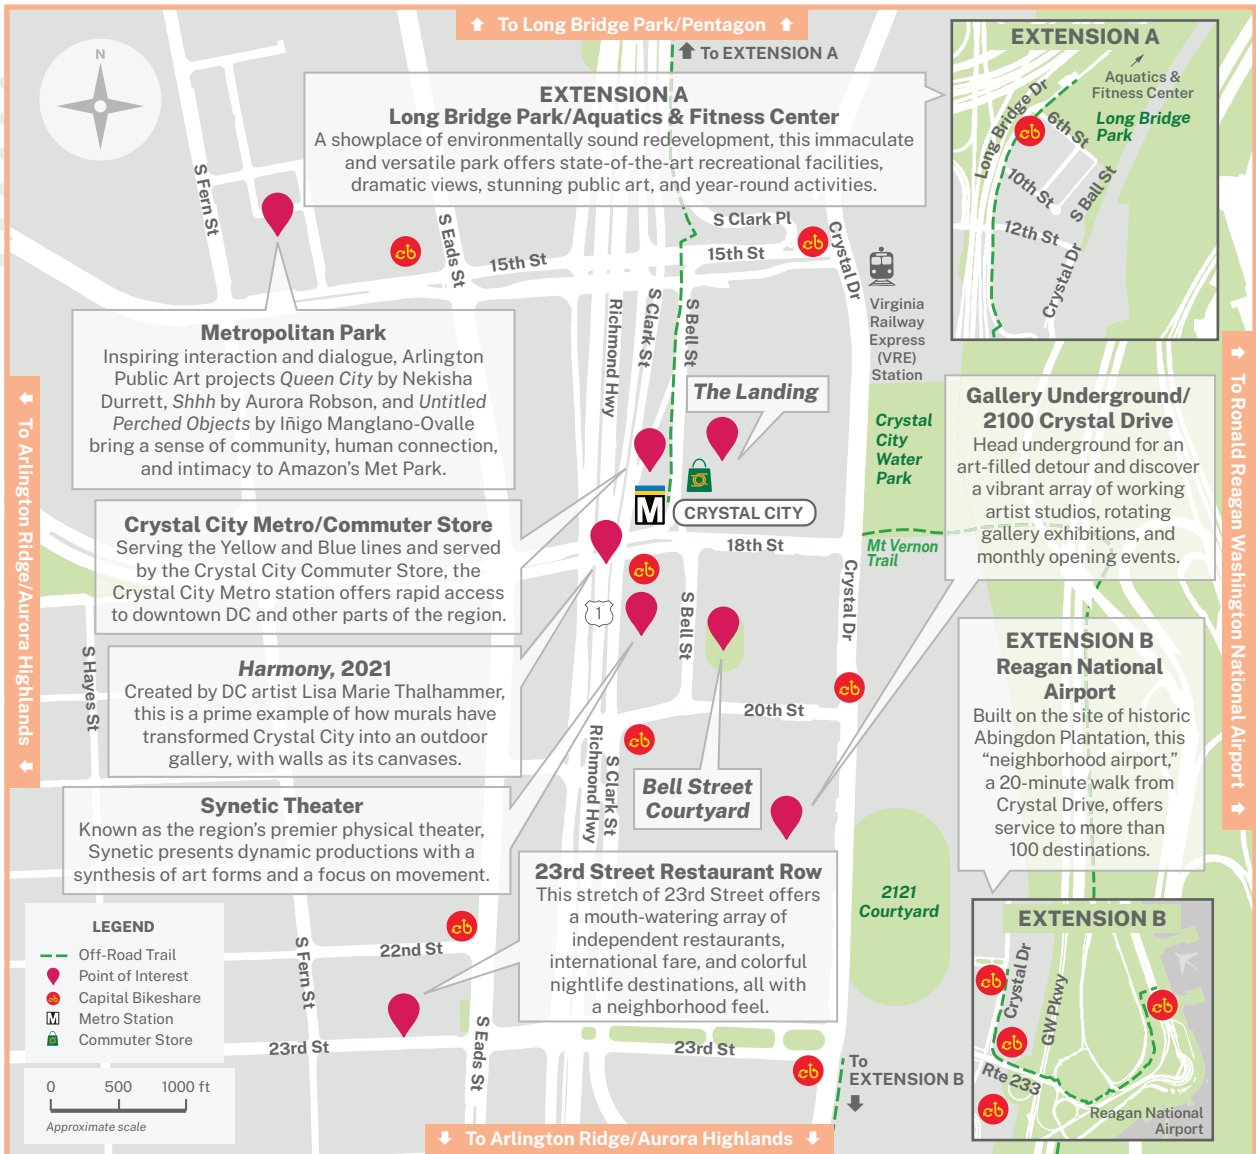 To Long Bridge Park/Pentagon
To EXTENSION A
N
EXTENSION A
Long Bridge Park/Aquatics & Fitness Center
A showplace of environmentally sound redevelopment, this immaculate
and versatile park offers state-of-the-art recreational facilities,
dramatic views, stunning public art, and year-round activities.
EXTENSION A
Aquatics &
Fitness Center
Long Bridge
Park
Long Bridge Dr
6th St
10th St
S Ball St
12th St
Crystal Dr
S Fern St
S Eads St
15th St
S Clark Pl
15th St
Crystal Dr
Virginia
Railway
Express
(VRE)
Station
Richmond Hwy
S Clark St
S Bell St
Metropolitan Park
Inspiring interaction and dialogue, Arlington
Public Art projects Queen City by Nekisha
Durrett, Shhh by Aurora Robson, and Untitled
Perched Objects by Iñigo Manglano-Ovalle
bring a sense of community, human connection,
and intimacy to Amazon's Met Park.
The Landing
Crystal
City
Water
Park
Gallery Underground/
2100 Crystal Drive
Head underground for an
art-filled detour and discover
a vibrant array of working
artist studios, rotating
gallery exhibitions, and
monthly opening events.
To Arlington Ridge/Aurora Highlands
To Ronald Reagan Washington National Airport
Crystal City Metro/Commuter Store
Serving the Yellow and Blue lines and served
by the Crystal City Commuter Store, the
Crystal City Metro station offers rapid access
to downtown DC and other parts of the region.
M
CRYSTAL CITY
18th St
Mt Vernon
Trail
1
S Bell St
Crystal Dr
S Hayes St
Harmony, 2021
Created by DC artist Lisa Marie Thalhammer,
this is a prime example of how murals have
transformed Crystal City into an outdoor
gallery, with walls as its canvases.
EXTENSION B
Reagan National
Airport
Built on the site of historic
Abingdon Plantation, this
“neighborhood airport,”
a 20-minute walk from
Crystal Drive, offers
service to more than
100 destinations.
20th St
Richmond Hwy
S Clark St
Bell Street
Courtyard
Synetic Theater
Known as the region's premier physical theater,
Synetic presents dynamic productions with a
synthesis of art forms and a focus on movement.
23rd Street Restaurant Row
This stretch of 23rd Street offers
a mouth-watering array of
independent restaurants,
international fare, and colorful
nightlife destinations, all with
a neighborhood feel.
2121
Courtyard
LEGEND
Off-Road Trail
Point of Interest
Capital Bikeshare
M Metro Station
Commuter Store
0 500 1000 ft
Approximate scale
S Fern St
22nd St
23rd St
S Eads St
23rd St
To
EXTENSION B
EXTENSION B
Crystal Dr
GW Pkwy
Rte 233
Reagan National
Airport
To Arlington Ridge/Aurora Highlands